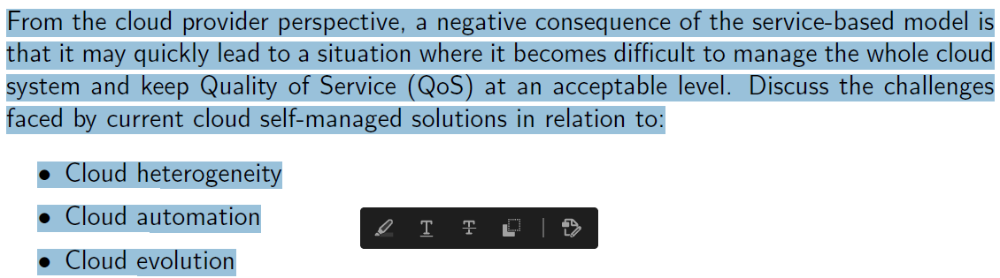 From the cloud provider perspective, a negative consequence of the service-based model is
that it may quickly lead to a situation where it becomes difficult to manage the whole cloud
system and keep Quality of Service (QoS) at an acceptable level. Discuss the challenges
faced by current cloud self-managed solutions in relation to:
• Cloud heterogeneity
• Cloud automation
• Cloud evolution